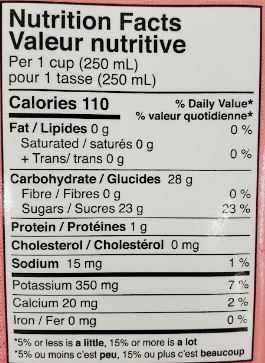 Nutrition Facts
Valeur nutritive
Per 1 cup (250 mL)
pour 1 tasse (250 mL)
Calories 110 % Daily Value*
% valeur quotidienne*
Fat / Lipides 0 g 0 %
Saturated / saturés 0 g
+ Trans/ trans 0 g 0 %
Carbohydrate / Glucides 28 g
Fibre / Fibres 0 g 0 %
Sugars / Sucres 23 g 23 %
Protein / Protéines 1 g
Cholesterol / Cholestérol 0 mg
Sodium 15 mg 1 %
Potassium 350 mg 7 %
Calcium 20 mg 2 %
Iron / Fer 0 mg 0 %
*5% or less is a little, 15% or more is a lot
*5% ou moins c'est peu, 15% ou plus c'est beaucoup